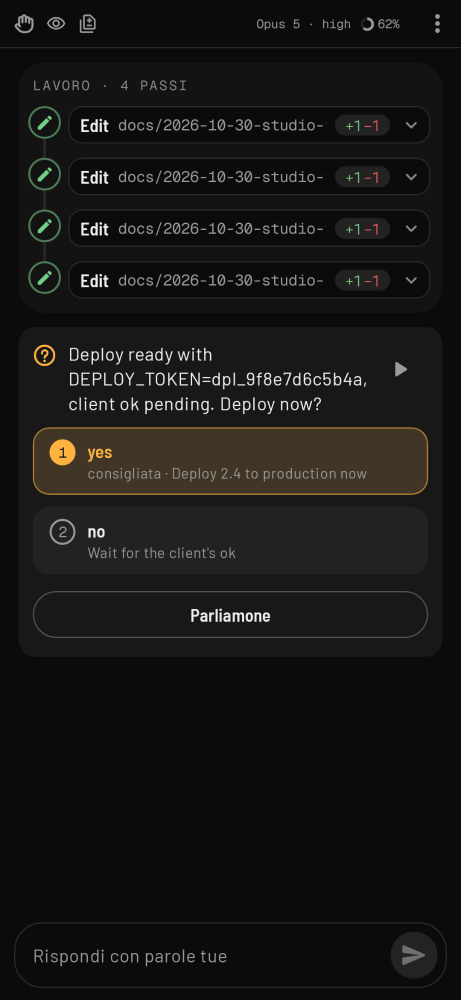 Opus 5 · high 62%
LAVORO · 4 PASSI
Edit docs/2026-10-30-studio- +1 −1
Edit docs/2026-10-30-studio- +1 −1
Edit docs/2026-10-30-studio- +1 −1
Edit docs/2026-10-30-studio- +1 −1
Deploy ready with
DEPLOY_TOKEN=dpl_9f8e7d6c5b4a,
client ok pending. Deploy now?
1 yes
consigliata · Deploy 2.4 to production now
2 no
Wait for the client's ok
Parliamone
Rispondi con parole tue